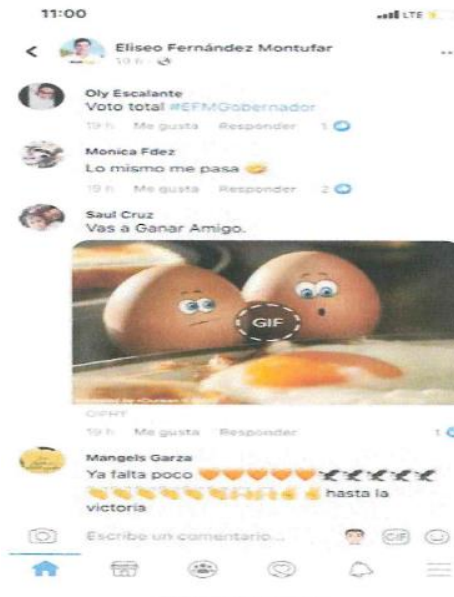 11:00
LTE
Eliseo Fernández Montufar
19 h
Oly Escalante
Voto total #EFMGobernador
19 h Me gusta Responder 1
Monica Fdez
Lo mismo me pasa 🤣
19 h Me gusta Responder 2
Saul Cruz
Vas a Ganar Amigo.
GIF
GIPHY
19 h Me gusta Responder 1
Mangels Garza
Ya falta poco 🧡🧡🧡🧡🧡
hasta la
victoria
Escribe un comentario...
GIF